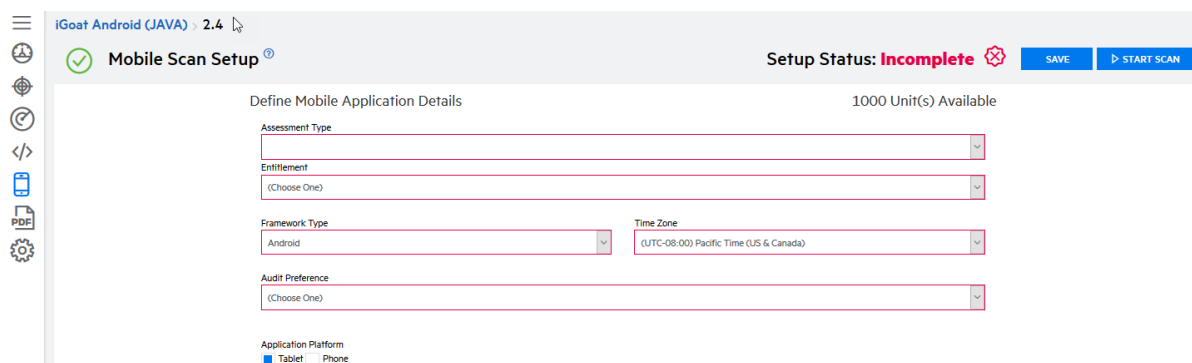 iGoat Android (JAVA) > 2.4
Mobile Scan Setup ?
Setup Status: Incomplete
SAVE
START SCAN
Define Mobile Application Details
1000 Unit(s) Available
Assessment Type
Entitlement
(Choose One)
Framework Type
Time Zone
Android
(UTC-08:00) Pacific Time (US & Canada)
Audit Preference
(Choose One)
Application Platform
Tablet
Phone
PDF